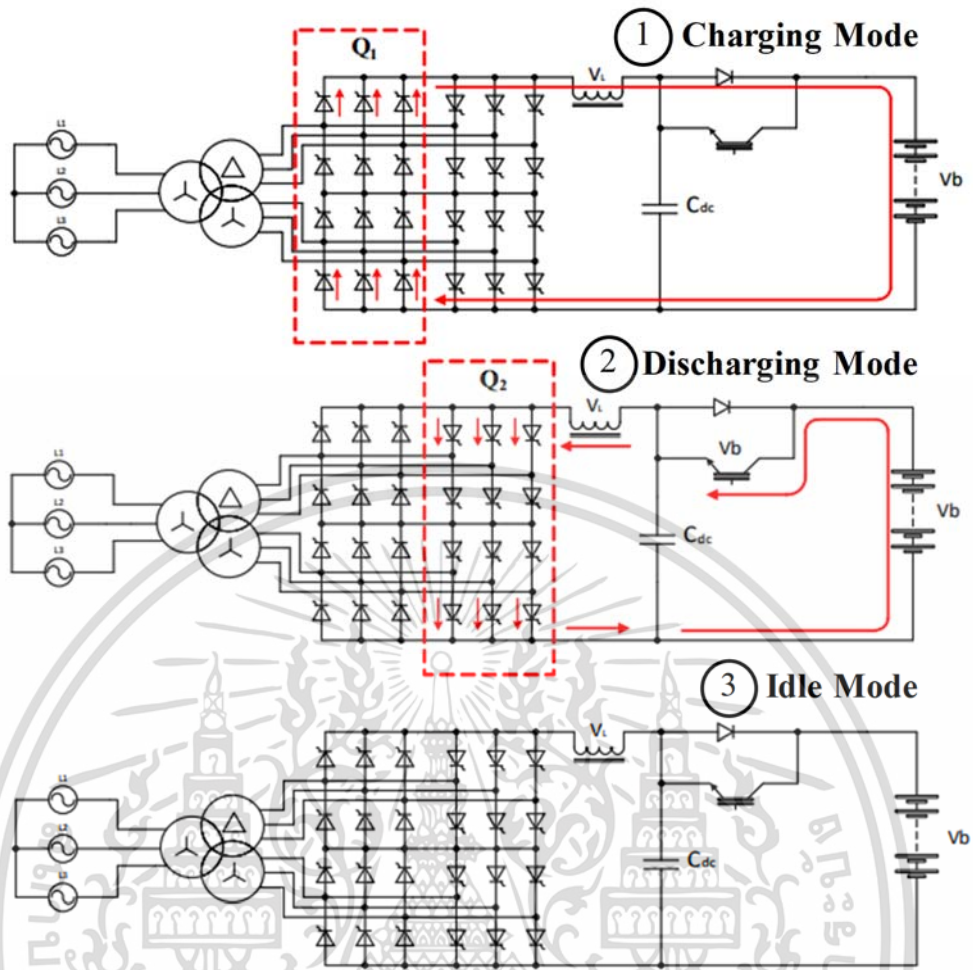 1 Charging Mode
Q1
VL
L1
L2
L3
Cdc
Vb
2 Discharging Mode
Q2
VL
Vb
L1
L2
L3
Cdc
Vb
3 Idle Mode
VL
L1
L2
L3
Cdc
Vb